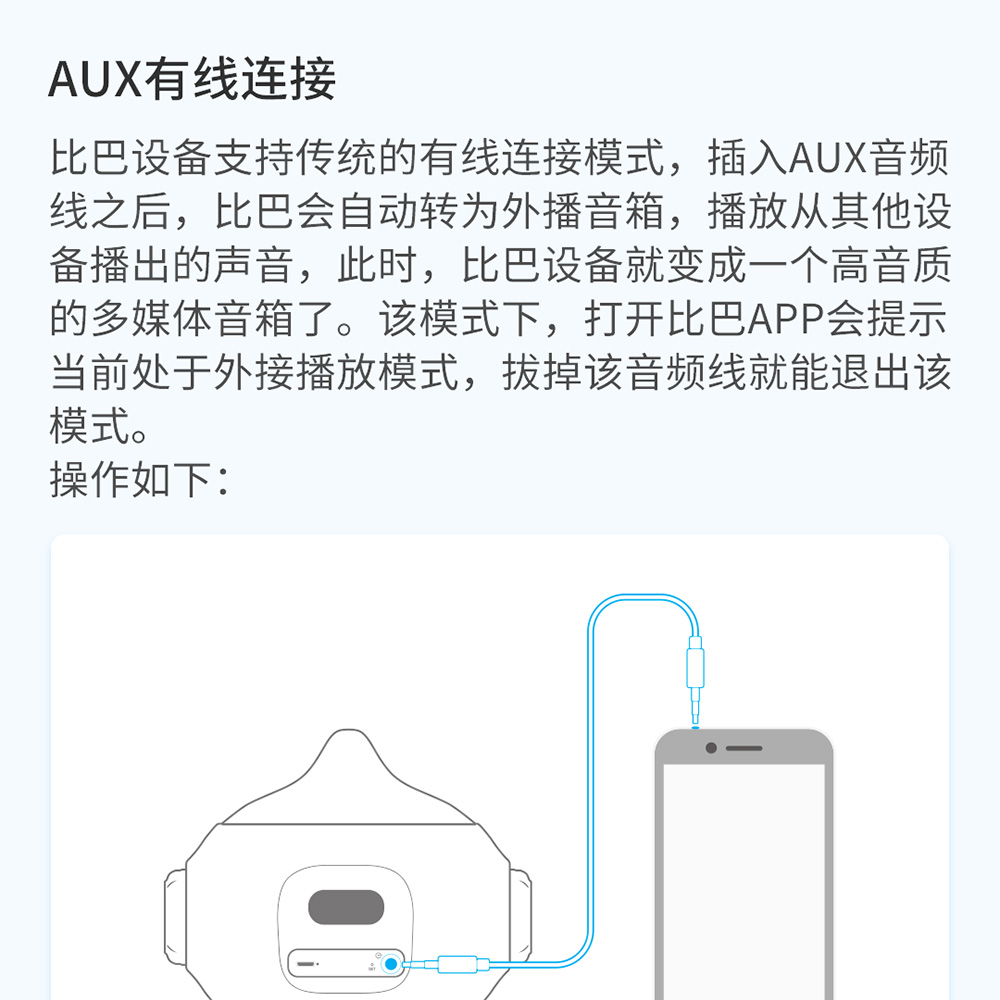 AUX有线连接
比巴设备支持传统的有线连接模式，插入AUX音频
线之后，比巴会自动转为外播音箱，播放从其他设
备播出的声音，此时，比巴设备就变成一个高音质
的多媒体音箱了。该模式下，打开比巴APP会提示
当前处于外接播放模式，拔掉该音频线就能退出该
模式。
操作如下：